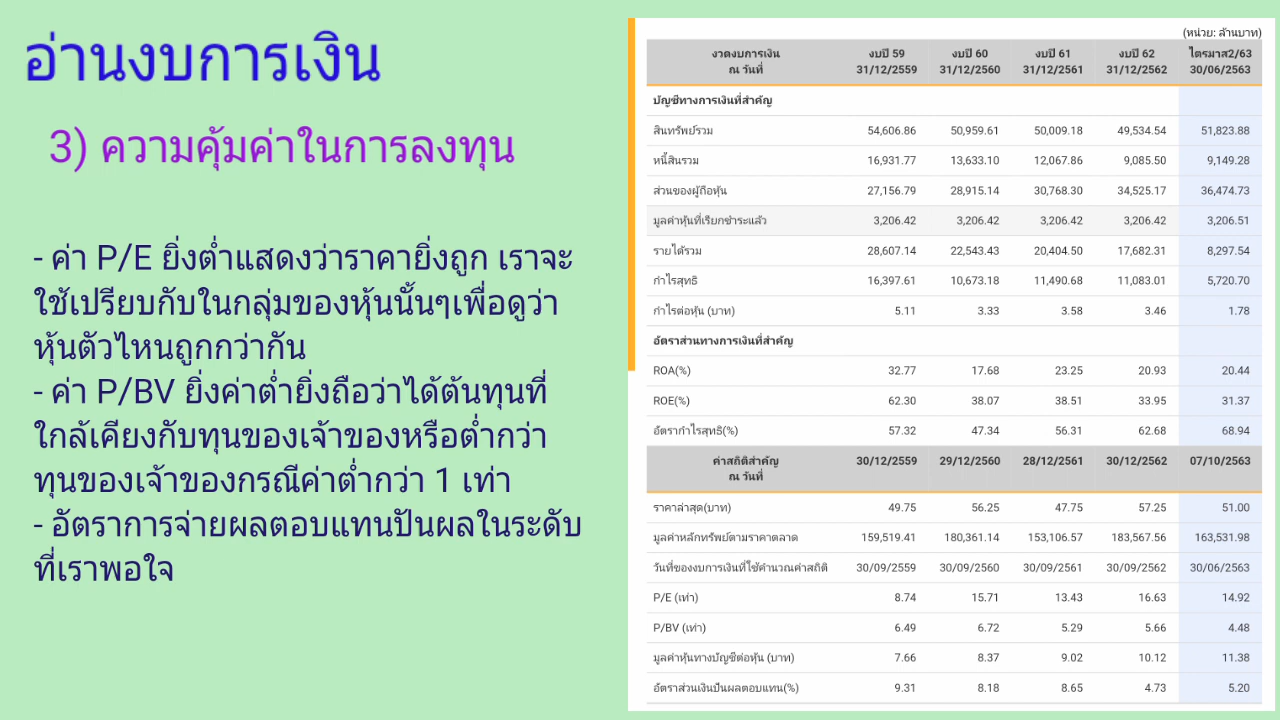 อ่านงบการเงิน
3) ความคุ้มค่าในการลงทุน
- ค่า P/E ยิ่งต่ำแสดงว่าราคายิ่งถูก เราจะ
ใช้เปรียบกับในกลุ่มของหุ้นนั้นๆเพื่อดูว่า
หุ้นตัวไหนถูกกว่ากัน
- ค่า P/BV ยิ่งค่าต่ำยิ่งถือว่าได้ต้นทุนที่
ใกล้เคียงกับทุนของเจ้าของหรือต่ำกว่า
ทุนของเจ้าของกรณีค่าต่ำกว่า 1 เท่า
- อัตราการจ่ายผลตอบแทนปันผลในระดับ
ที่เราพอใจ
(หน่วย: ล้านบาท)
งวดงบการเงิน งบปี 59 งบปี 60 งบปี 61 งบปี 62 ไตรมาส2/63
ณ วันที่ 31/12/2559 31/12/2560 31/12/2561 31/12/2562 30/06/2563
บัญชีทางการเงินที่สำคัญ
สินทรัพย์รวม 54,606.86 50,959.61 50,009.18 49,534.54 51,823.88
หนี้สินรวม 16,931.77 13,633.10 12,067.86 9,085.50 9,149.28
ส่วนของผู้ถือหุ้น 27,156.79 28,915.14 30,768.30 34,525.17 36,474.73
มูลค่าหุ้นที่เรียกชำระแล้ว 3,206.42 3,206.42 3,206.42 3,206.42 3,206.51
รายได้รวม 28,607.14 22,543.43 20,404.50 17,682.31 8,297.54
กำไรสุทธิ 16,397.61 10,673.18 11,490.68 11,083.01 5,720.70
กำไรต่อหุ้น (บาท) 5.11 3.33 3.58 3.46 1.78
อัตราส่วนทางการเงินที่สำคัญ
ROA(%) 32.77 17.68 23.25 20.93 20.44
ROE(%) 62.30 38.07 38.51 33.95 31.37
อัตรากำไรสุทธิ(%) 57.32 47.34 56.31 62.68 68.94
ค่าสถิติสำคัญ 30/12/2559 29/12/2560 28/12/2561 30/12/2562 07/10/2563
ณ วันที่
ราคาล่าสุด(บาท) 49.75 56.25 47.75 57.25 51.00
มูลค่าหลักทรัพย์ตามราคาตลาด 159,519.41 180,361.14 153,106.57 183,567.56 163,531.98
วันที่ของงบการเงินที่ใช้คำนวณค่าสถิติ 30/09/2559 30/09/2560 30/09/2561 30/09/2562 30/06/2563
P/E (เท่า) 8.74 15.71 13.43 16.63 14.92
P/BV (เท่า) 6.49 6.72 5.29 5.66 4.48
มูลค่าหุ้นทางบัญชีต่อหุ้น (บาท) 7.66 8.37 9.02 10.12 11.38
อัตราส่วนเงินปันผลตอบแทน(%) 9.31 8.18 8.65 4.73 5.20